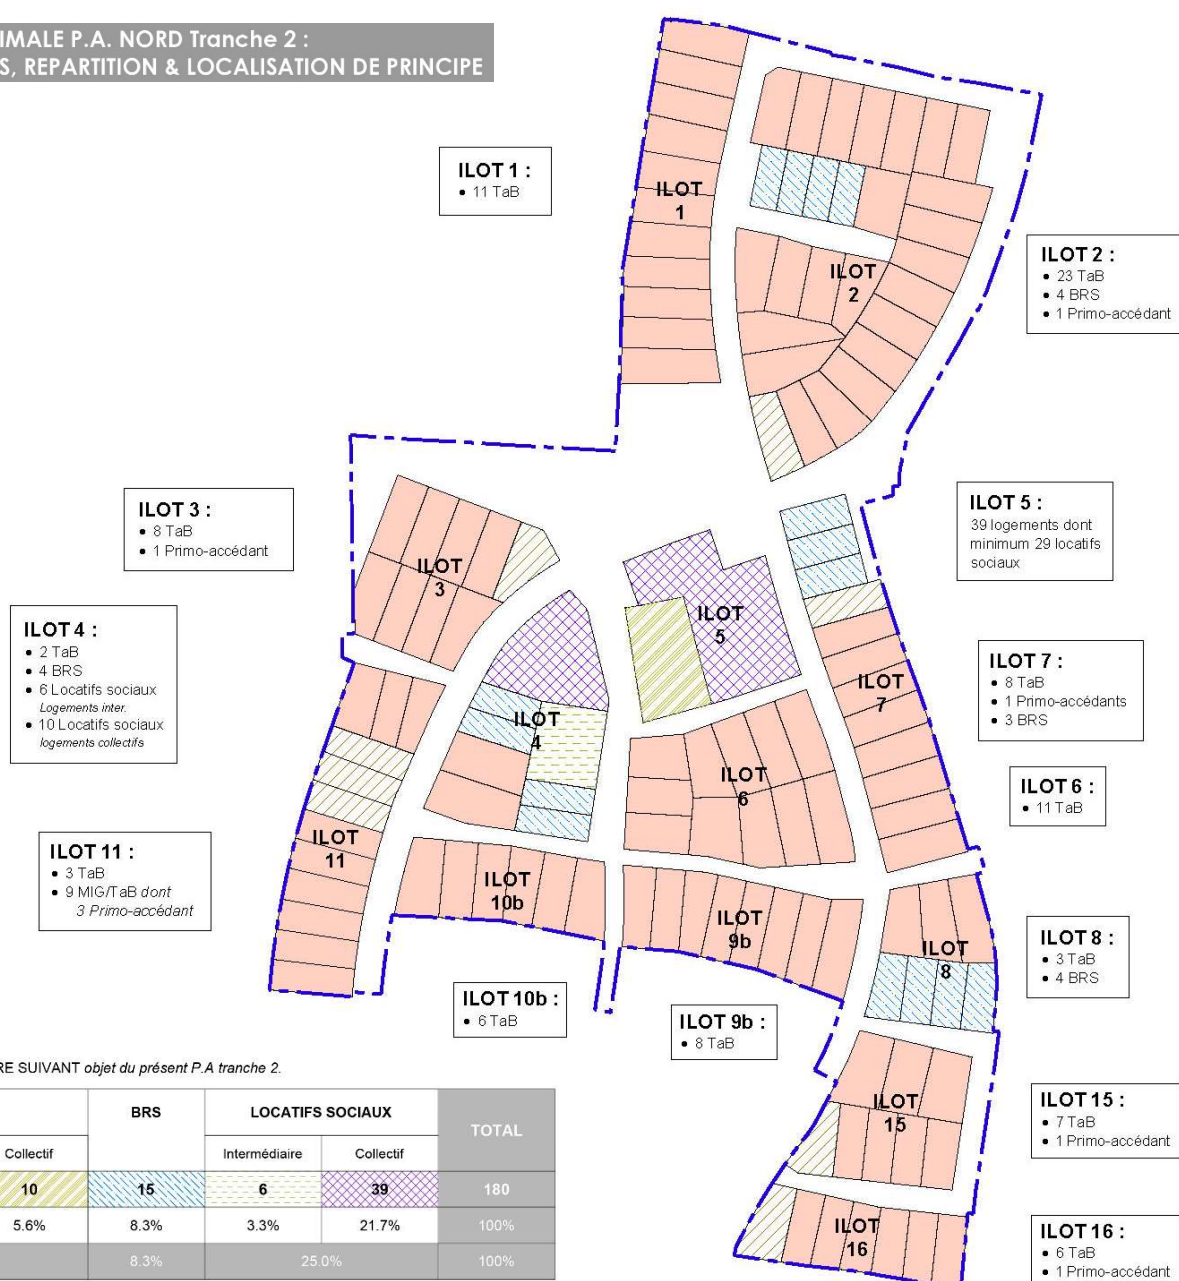 IMALE P.A. NORD Tranche 2 :
S, REPARTITION & LOCALISATION DE PRINCIPE
ILOT 1 :
• 11 TaB
ILOT
1
ILOT
2
ILOT 2 :
• 23 TaB
• 4 BRS
• 1 Primo-accédant
ILOT 3 :
• 8 TaB
• 1 Primo-accédant
ILOT
3
ILOT 5 :
39 logements dont
minimum 29 locatifs
sociaux
ILOT
5
ILOT 4 :
• 2 TaB
• 4 BRS
• 6 Locatifs sociaux
Logements inter.
• 10 Locatifs sociaux
logements collectifs
ILOT
4
ILOT
7
ILOT 7 :
• 8 TaB
• 1 Primo-accédants
• 3 BRS
ILOT
6
ILOT 6 :
• 11 TaB
ILOT 11 :
• 3 TaB
• 9 MIG/TaB dont
3 Primo-accédant
ILOT
11
ILOT
10b
ILOT
9b
ILOT
8
ILOT 8 :
• 3 TaB
• 4 BRS
ILOT 10b :
• 6 TaB
ILOT 9b :
• 8 TaB
ILOT
15
ILOT 15 :
• 7 TaB
• 1 Primo-accédant
ILOT
16
ILOT 16 :
• 6 TaB
• 1 Primo-accédant
RE SUIVANT objet du présent P.A tranche 2.
BRS LOCATIFS SOCIAUX TOTAL
Collectif Intermédiaire Collectif
10 15 6 39 180
5.6% 8.3% 3.3% 21.7% 100%
8.3% 25.0% 100%